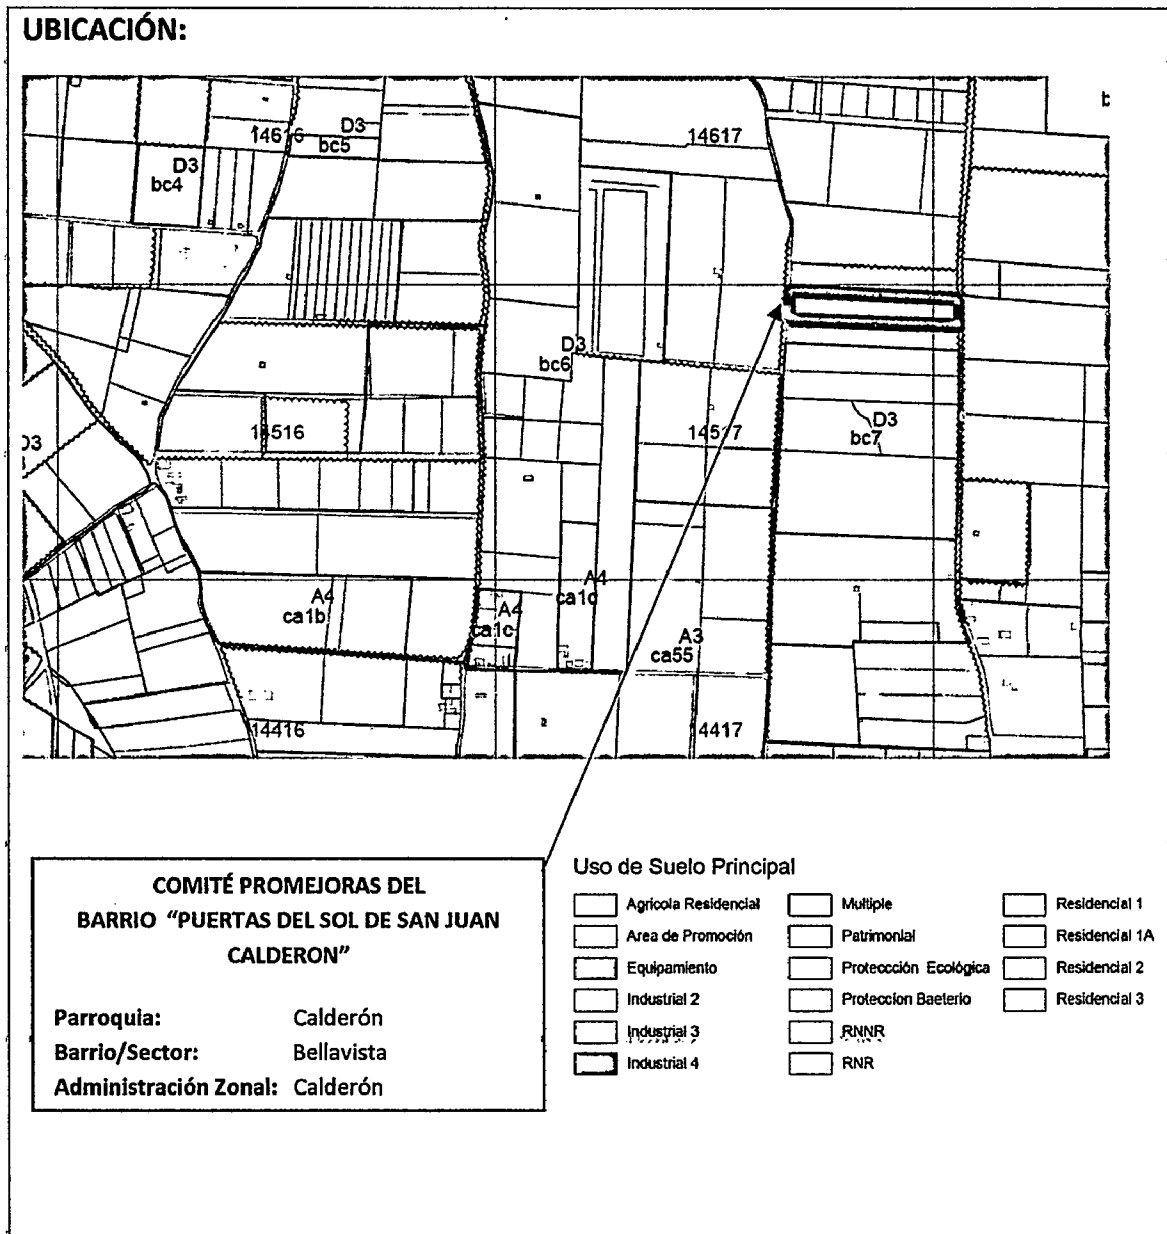 UBICACIÓN:
b
14616
D3
bc5
14617
D3
bc4
D3
bc6
D3
14516
14517
D3
bc7
A4
ca1b
A4
ca1c
A4
A3
ca55
14416
4417
COMITÉ PROMEJORAS DEL
BARRIO “PUERTAS DEL SOL DE SAN JUAN
CALDERON”
Parroquia: Calderón
Barrio/Sector: Bellavista
Administración Zonal: Calderón
Uso de Suelo Principal
Agricola Residencial
Area de Promoción
Equipamiento
Industrial 2
Industrial 3
Industrial 4
Multiple
Patrimonial
Protección Ecológica
Proteccion Baeterio
RNNR
RNR
Residencial 1
Residencial 1A
Residencial 2
Residencial 3